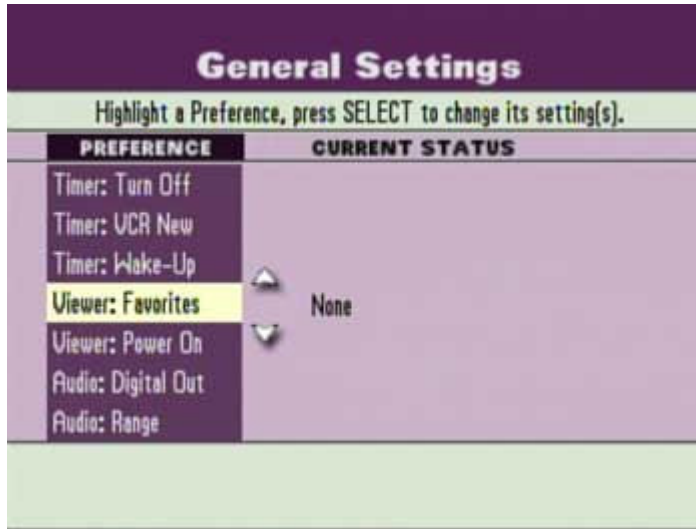 General Settings
Highlight a Preference, press SELECT to change its setting(s).
PREFERENCE CURRENT STATUS
Timer: Turn Off
Timer: VCR New
Timer: Wake-Up
Viewer: Favorites None
Viewer: Power On
Audio: Digital Out
Audio: Range